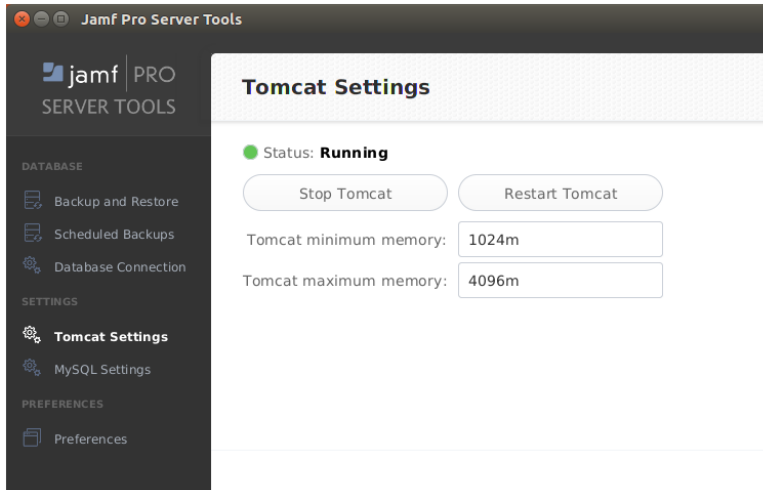 Jamf Pro Server Tools
jamf PRO
SERVER TOOLS
DATABASE
Backup and Restore
Scheduled Backups
Database Connection
SETTINGS
Tomcat Settings
MySQL Settings
PREFERENCES
Preferences
Tomcat Settings
Status: Running
Stop Tomcat Restart Tomcat
Tomcat minimum memory: 1024m
Tomcat maximum memory: 4096m